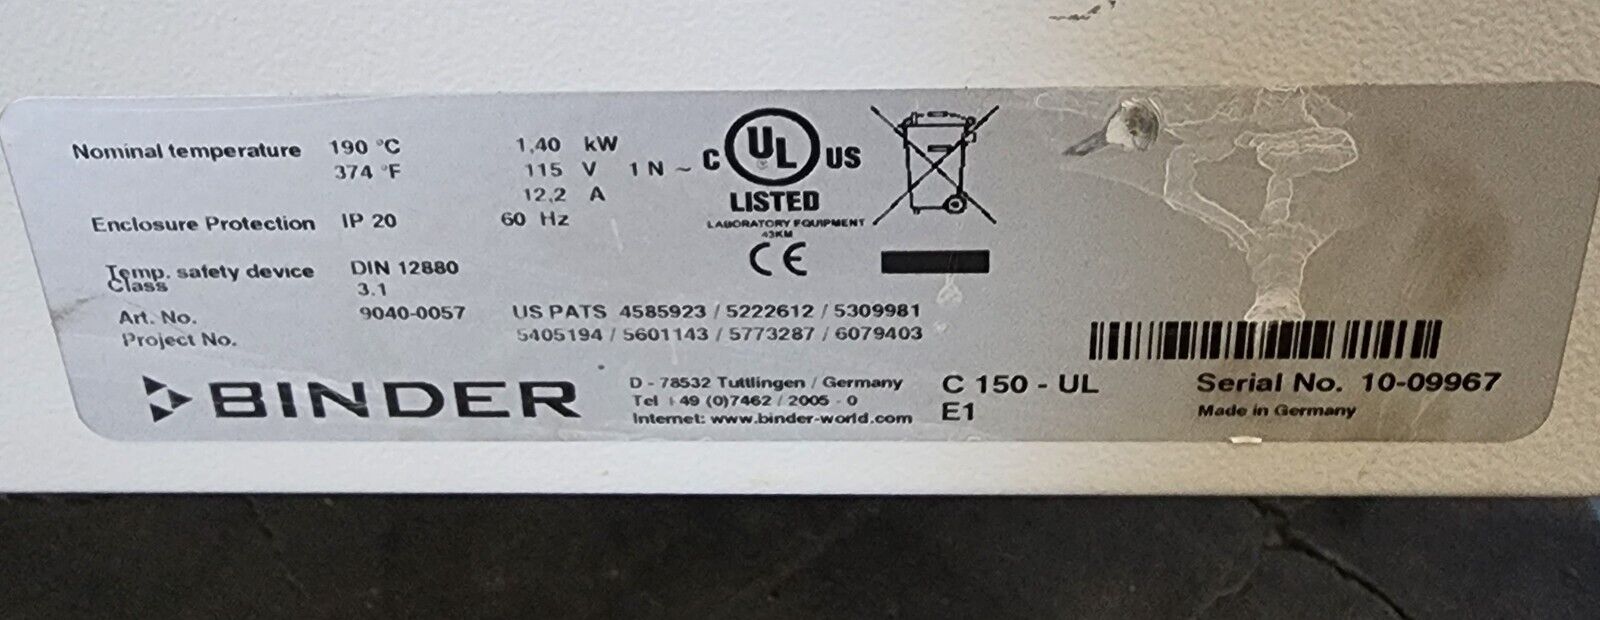 Nominal temperature 190 °C 1,40 kW
374 °F 115 V 1 N ~
12,2 A
Enclosure Protection IP 20 60 Hz
Temp. safety device DIN 12880
Class 3.1
Art. No. 9040-0057
Project No.
C UL US
LISTED
LABORATORY EQUIPMENT
43KM
CE
US PATS 4585923 / 5222612 / 5309981
5405194 / 5601143 / 5773287 / 6079403
BINDER
D - 78532 Tuttlingen / Germany
Tel +49 (0)7462 / 2005 - 0
Internet: www.binder-world.com
C 150 - UL
E1
Serial No. 10-09967
Made in Germany